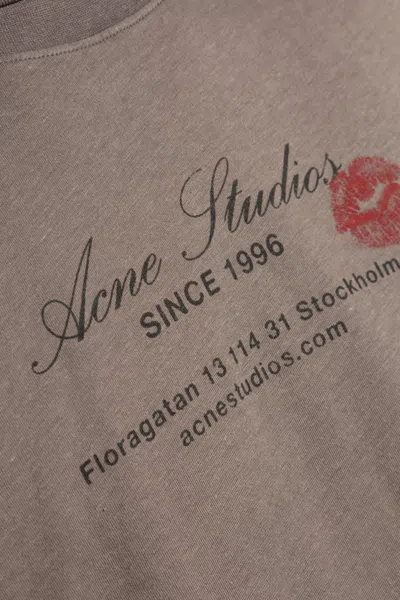 Acne Studios
SINCE 1996
Floragatan 13 114 31 Stockholm
acnestudios.com